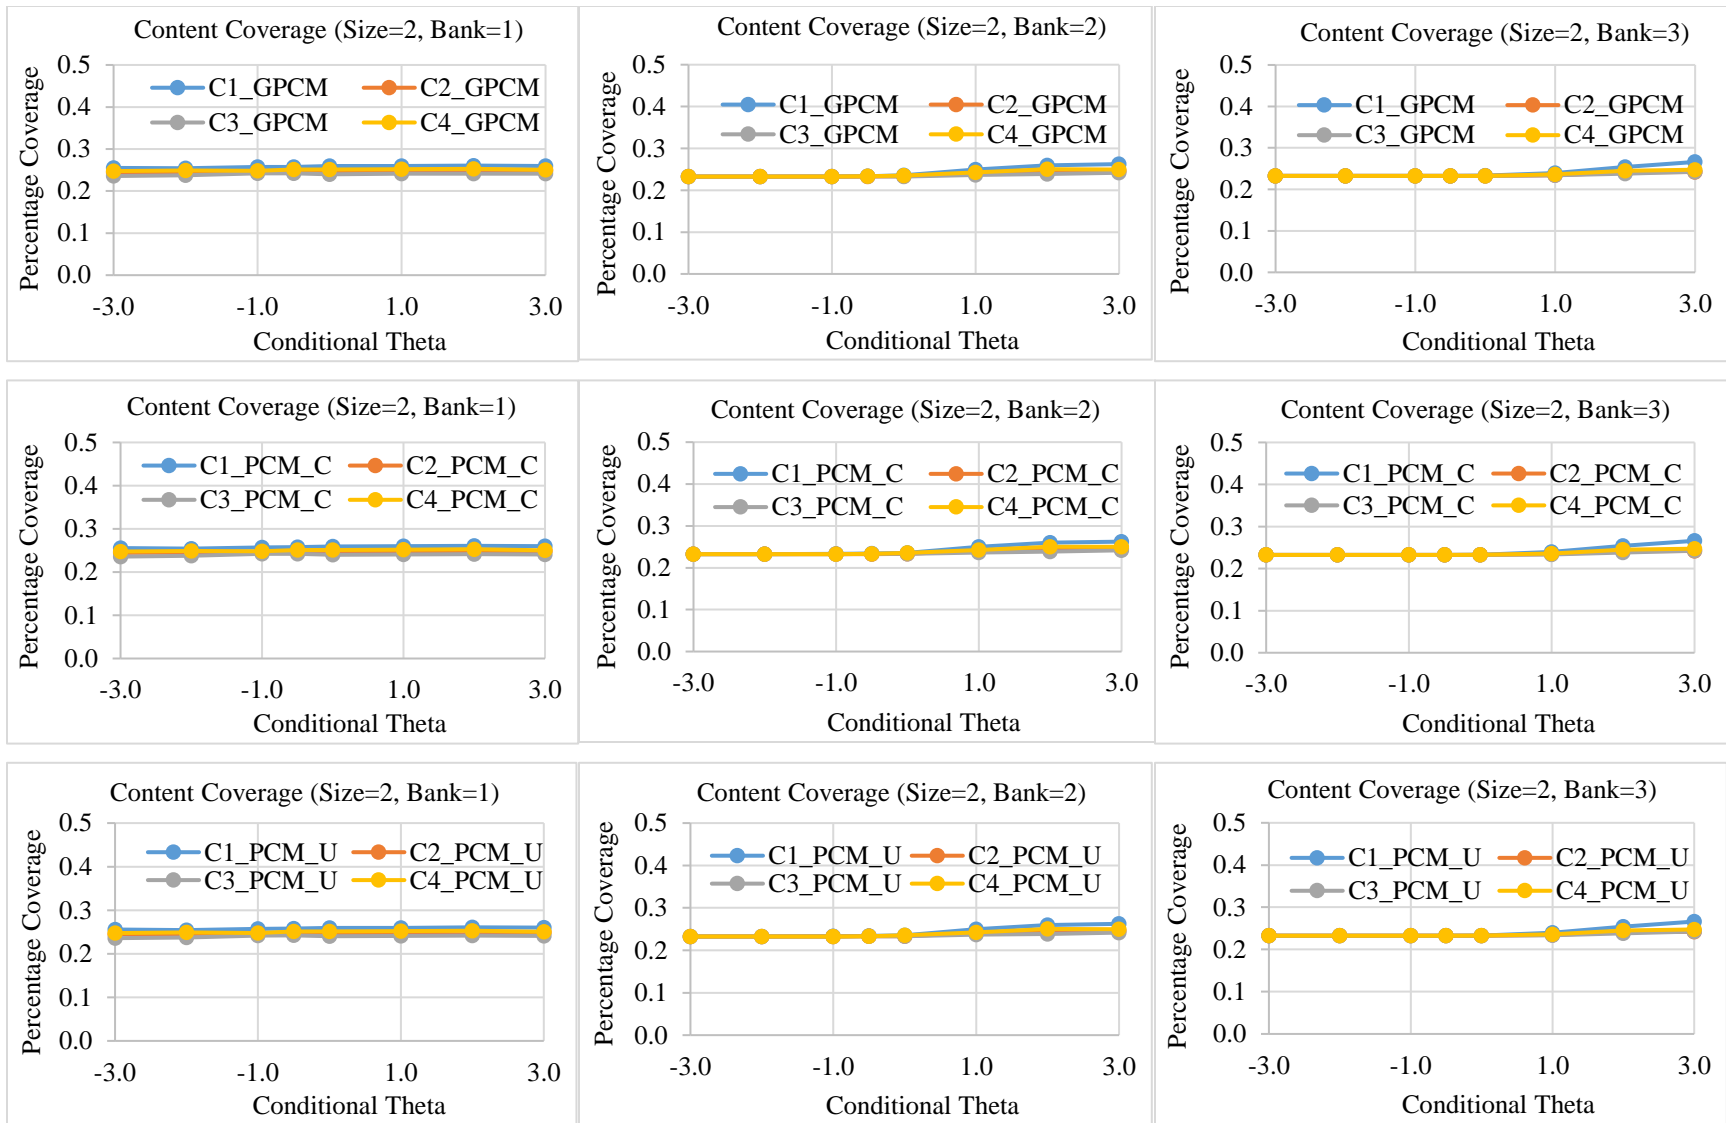 Content Coverage (Size=2, Bank=1)
Percentage Coverage
0.5
0.4
0.3
0.2
0.1
0.0
C1_GPCM C2_GPCM
C3_GPCM C4_GPCM
-3.0 -1.0 1.0 3.0
Conditional Theta
Content Coverage (Size=2, Bank=2)
Percentage Coverage
0.5
0.4
0.3
0.2
0.1
0.0
C1_GPCM C2_GPCM
C3_GPCM C4_GPCM
-3.0 -1.0 1.0 3.0
Conditional Theta
Content Coverage (Size=2, Bank=3)
Percentage Coverage
0.5
0.4
0.3
0.2
0.1
0.0
C1_GPCM C2_GPCM
C3_GPCM C4_GPCM
-3.0 -1.0 1.0 3.0
Conditional Theta
Content Coverage (Size=2, Bank=1)
Percentage Coverage
0.5
0.4
0.3
0.2
0.1
0.0
C1_PCM_C C2_PCM_C
C3_PCM_C C4_PCM_C
-3.0 -1.0 1.0 3.0
Conditional Theta
Content Coverage (Size=2, Bank=2)
Percentage Coverage
0.5
0.4
0.3
0.2
0.1
0.0
C1_PCM_C C2_PCM_C
C3_PCM_C C4_PCM_C
-3.0 -1.0 1.0 3.0
Conditional Theta
Content Coverage (Size=2, Bank=3)
Percentage Coverage
0.5
0.4
0.3
0.2
0.1
0.0
C1_PCM_C C2_PCM_C
C3_PCM_C C4_PCM_C
-3.0 -1.0 1.0 3.0
Conditional Theta
Content Coverage (Size=2, Bank=1)
Percentage Coverage
0.5
0.4
0.3
0.2
0.1
0.0
C1_PCM_U C2_PCM_U
C3_PCM_U C4_PCM_U
-3.0 -1.0 1.0 3.0
Conditional Theta
Content Coverage (Size=2, Bank=2)
Percentage Coverage
0.5
0.4
0.3
0.2
0.1
0.0
C1_PCM_U C2_PCM_U
C3_PCM_U C4_PCM_U
-3.0 -1.0 1.0 3.0
Conditional Theta
Content Coverage (Size=2, Bank=3)
Percentage Coverage
0.5
0.4
0.3
0.2
0.1
0.0
C1_PCM_U C2_PCM_U
C3_PCM_U C4_PCM_U
-3.0 -1.0 1.0 3.0
Conditional Theta